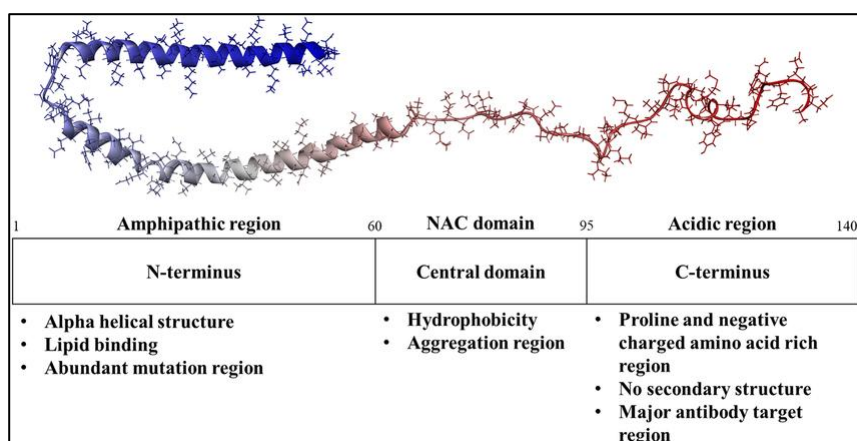 Amphipathic region NAC domain Acidic region
1 60 95 140
N-terminus Central domain C-terminus
• Alpha helical structure
• Lipid binding
• Abundant mutation region
• Hydrophobicity
• Aggregation region
• Proline and negative
charged amino acid rich
region
• No secondary structure
• Major antibody target
region